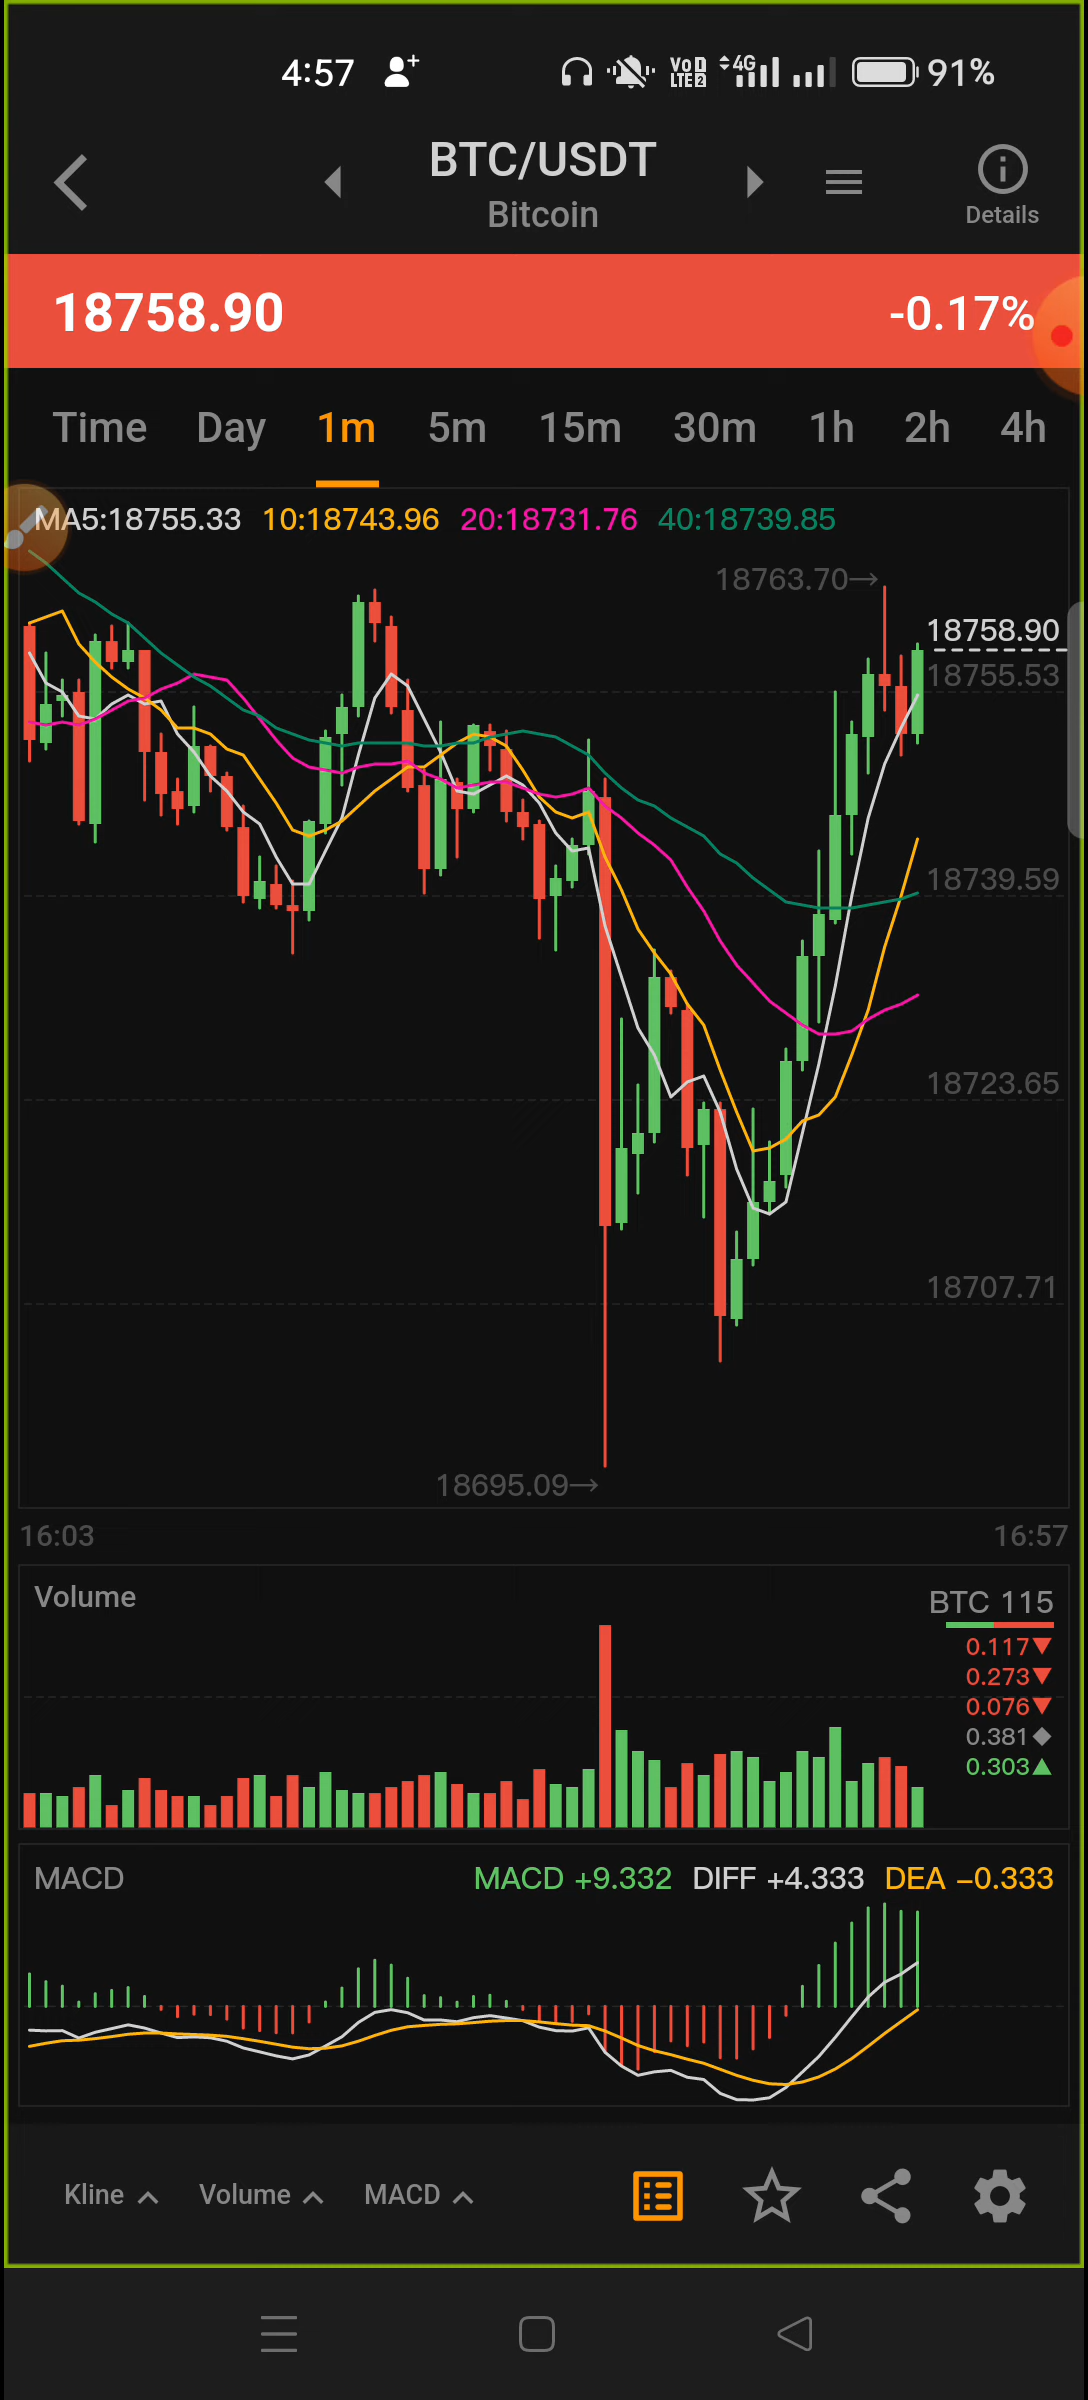 4:57 VoD LTE2 4G 91%
BTC/USDT
Bitcoin
Details
18758.90 -0.17%
Time Day 1m 5m 15m 30m 1h 2h 4h
MA5:18755.33 10:18743.96 20:18731.76 40:18739.85
18763.70→
18758.90
18755.53
18739.59
18723.65
18707.71
18695.09→
16:03 16:57
Volume BTC 115
0.117▼
0.273▼
0.076▼
0.381◆
0.303▲
MACD MACD +9.332 DIFF +4.333 DEA −0.333
Kline Volume MACD